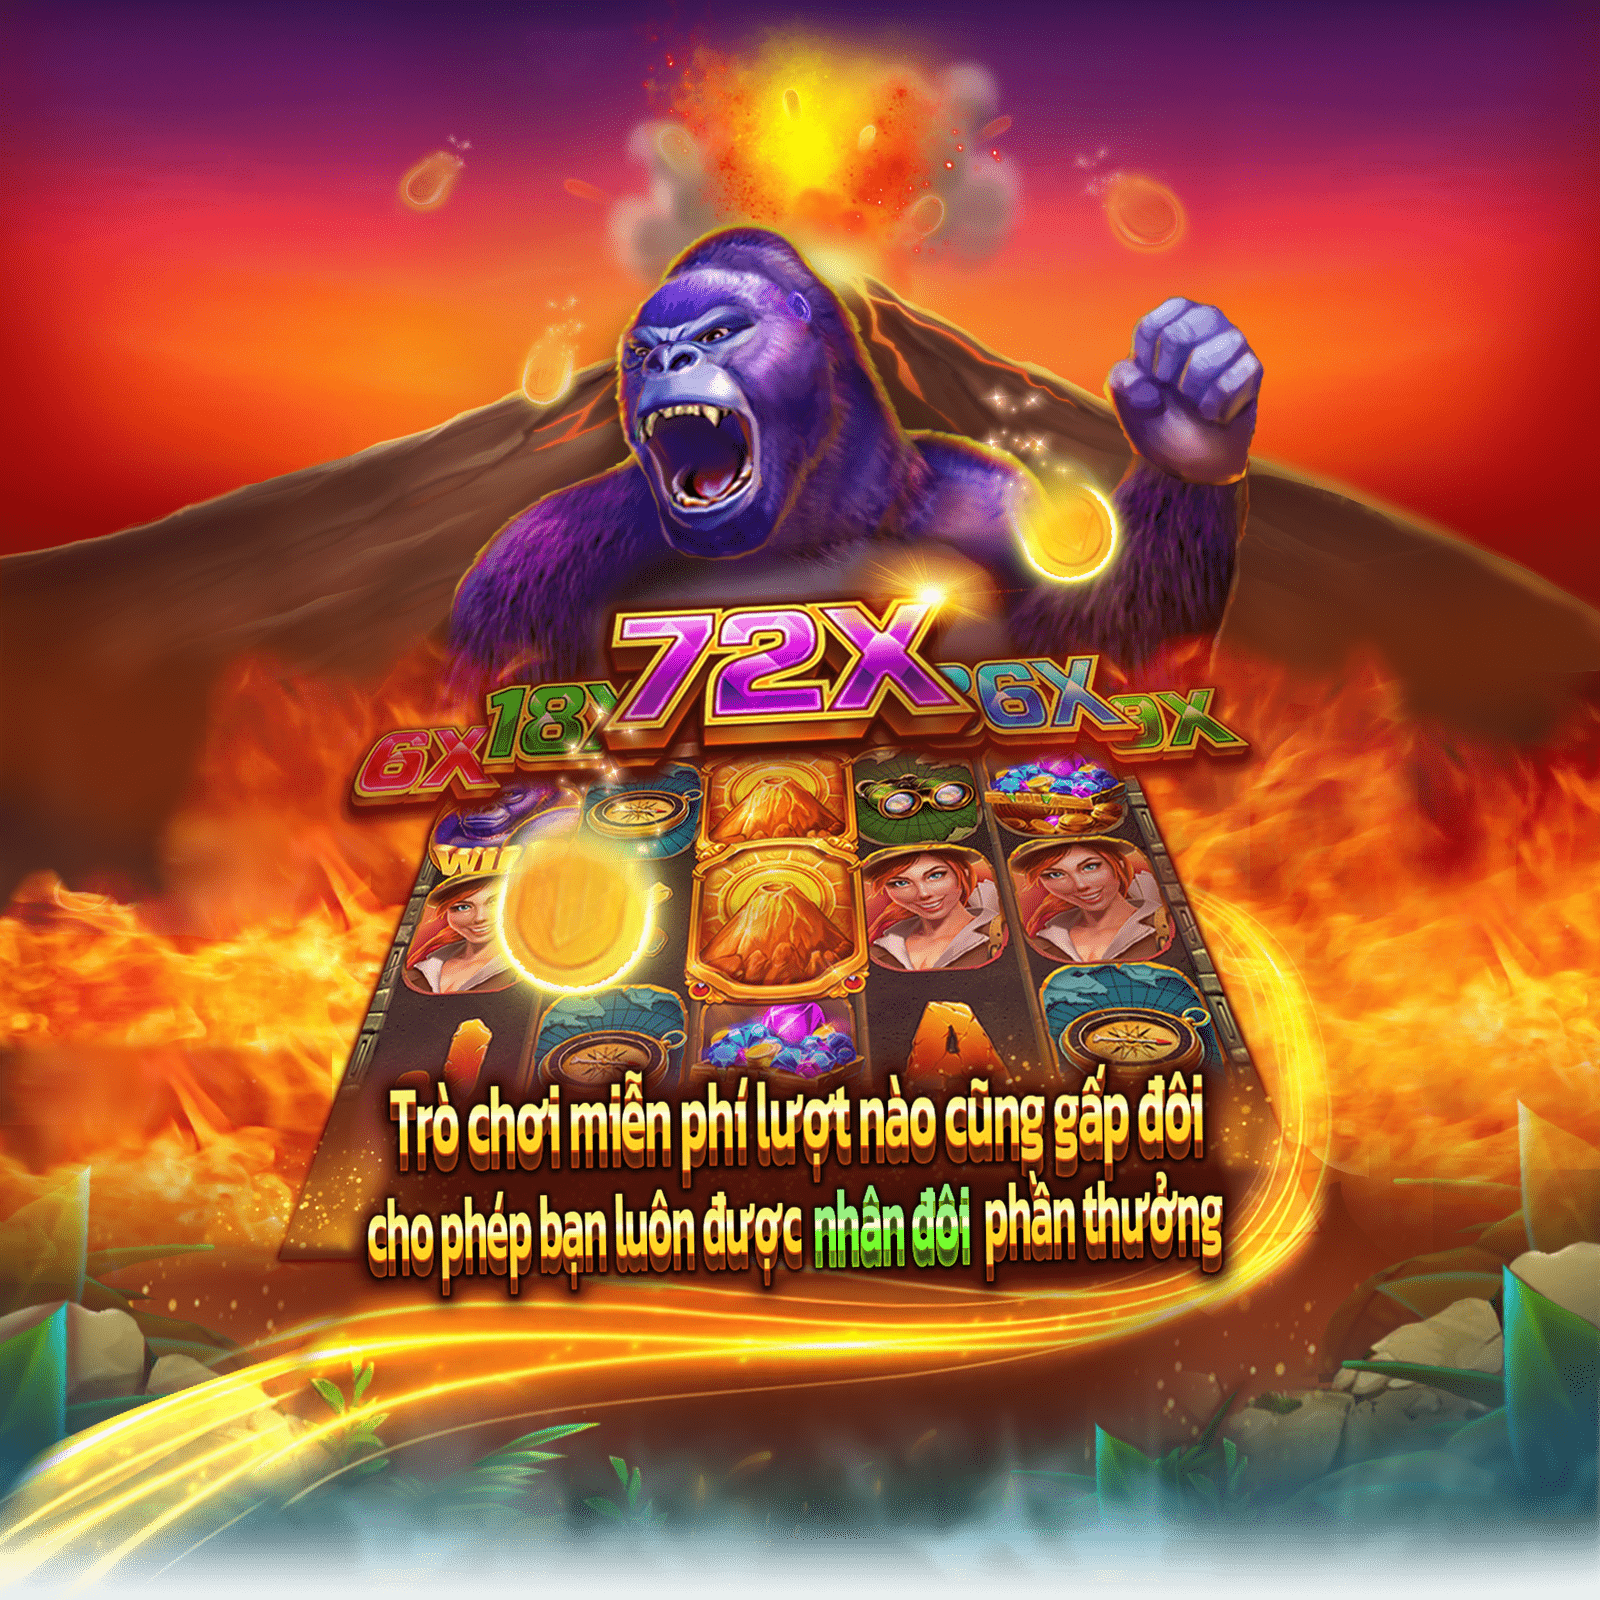 72X
6X 18X 36X 9X
WILD
Trò chơi miễn phí lượt nào cũng gấp đôi
cho phép bạn luôn được nhân đôi phần thưởng